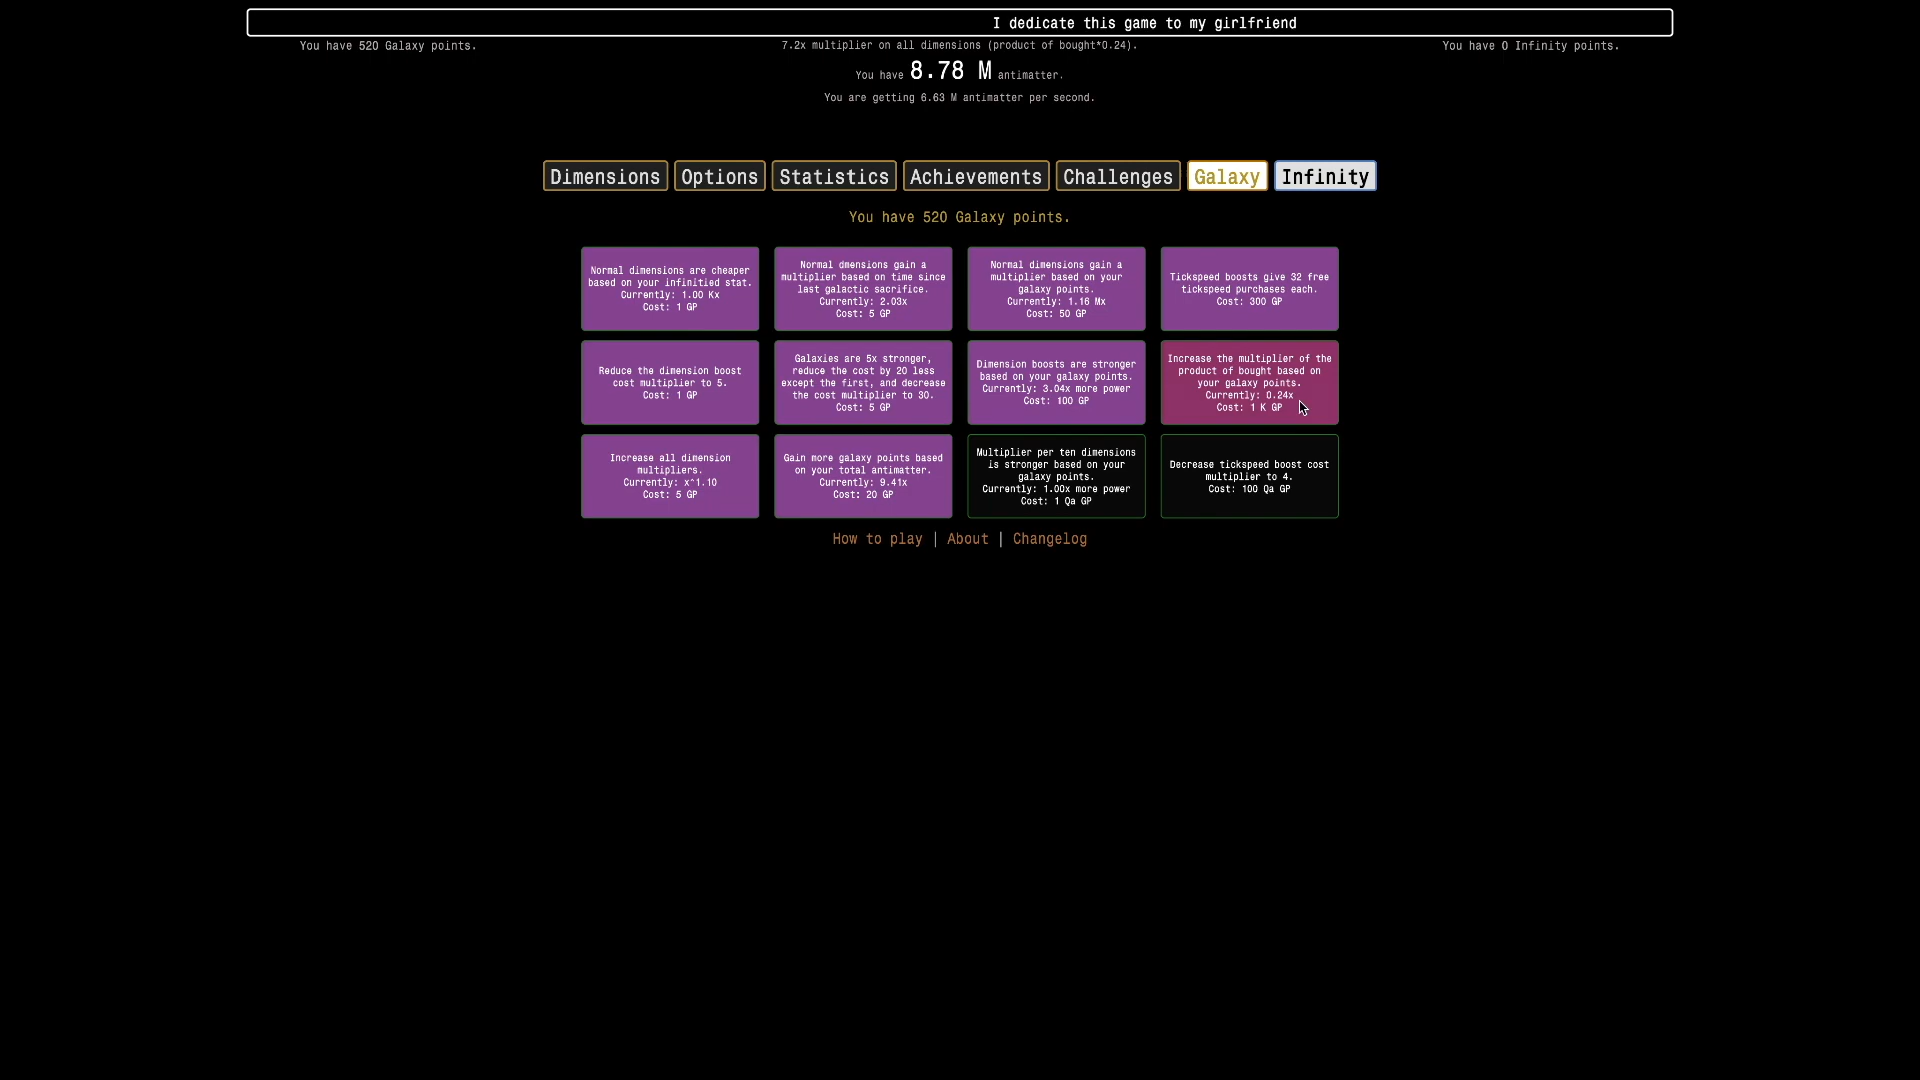 I dedicate this game to my girlfriend
You have 520 Galaxy points.
7.2x multiplier on all dimensions (product of bought*0.24).
You have 0 Infinity points.
You have 8.78 M antimatter.
You are getting 6.63 M antimatter per second.
Dimensions
Options
Statistics
Achievements
Challenges
Galaxy
Infinity
You have 520 Galaxy points.
Normal dimensions are cheaper
based on your infinitied stat.
Currently: 1.00 Kx
Cost: 1 GP
Normal dmensions gain a
multiplier based on time since
last galactic sacrifice.
Currently: 2.03x
Cost: 5 GP
Normal dimensions gain a
multiplier based on your
galaxy points.
Currently: 1.16 Mx
Cost: 50 GP
Tickspeed boosts give 32 free
tickspeed purchases each.
Cost: 300 GP
Reduce the dimension boost
cost multiplier to 5.
Cost: 1 GP
Galaxies are 5x stronger,
reduce the cost by 20 less
except the first, and decrease
the cost multiplier to 30.
Cost: 5 GP
Dimension boosts are stronger
based on your galaxy points.
Currently: 3.04x more power
Cost: 100 GP
Increase the multiplier of the
product of bought based on
your galaxy points.
Currently: 0.24x
Cost: 1 K GP
Increase all dimension
multipliers.
Currently: x^1.10
Cost: 5 GP
Gain more galaxy points based
on your total antimatter.
Currently: 9.41x
Cost: 20 GP
Multiplier per ten dimensions
is stronger based on your
galaxy points.
Currently: 1.00x more power
Cost: 1 Qa GP
Decrease tickspeed boost cost
multiplier to 4.
Cost: 100 Qa GP
How to play | About | Changelog